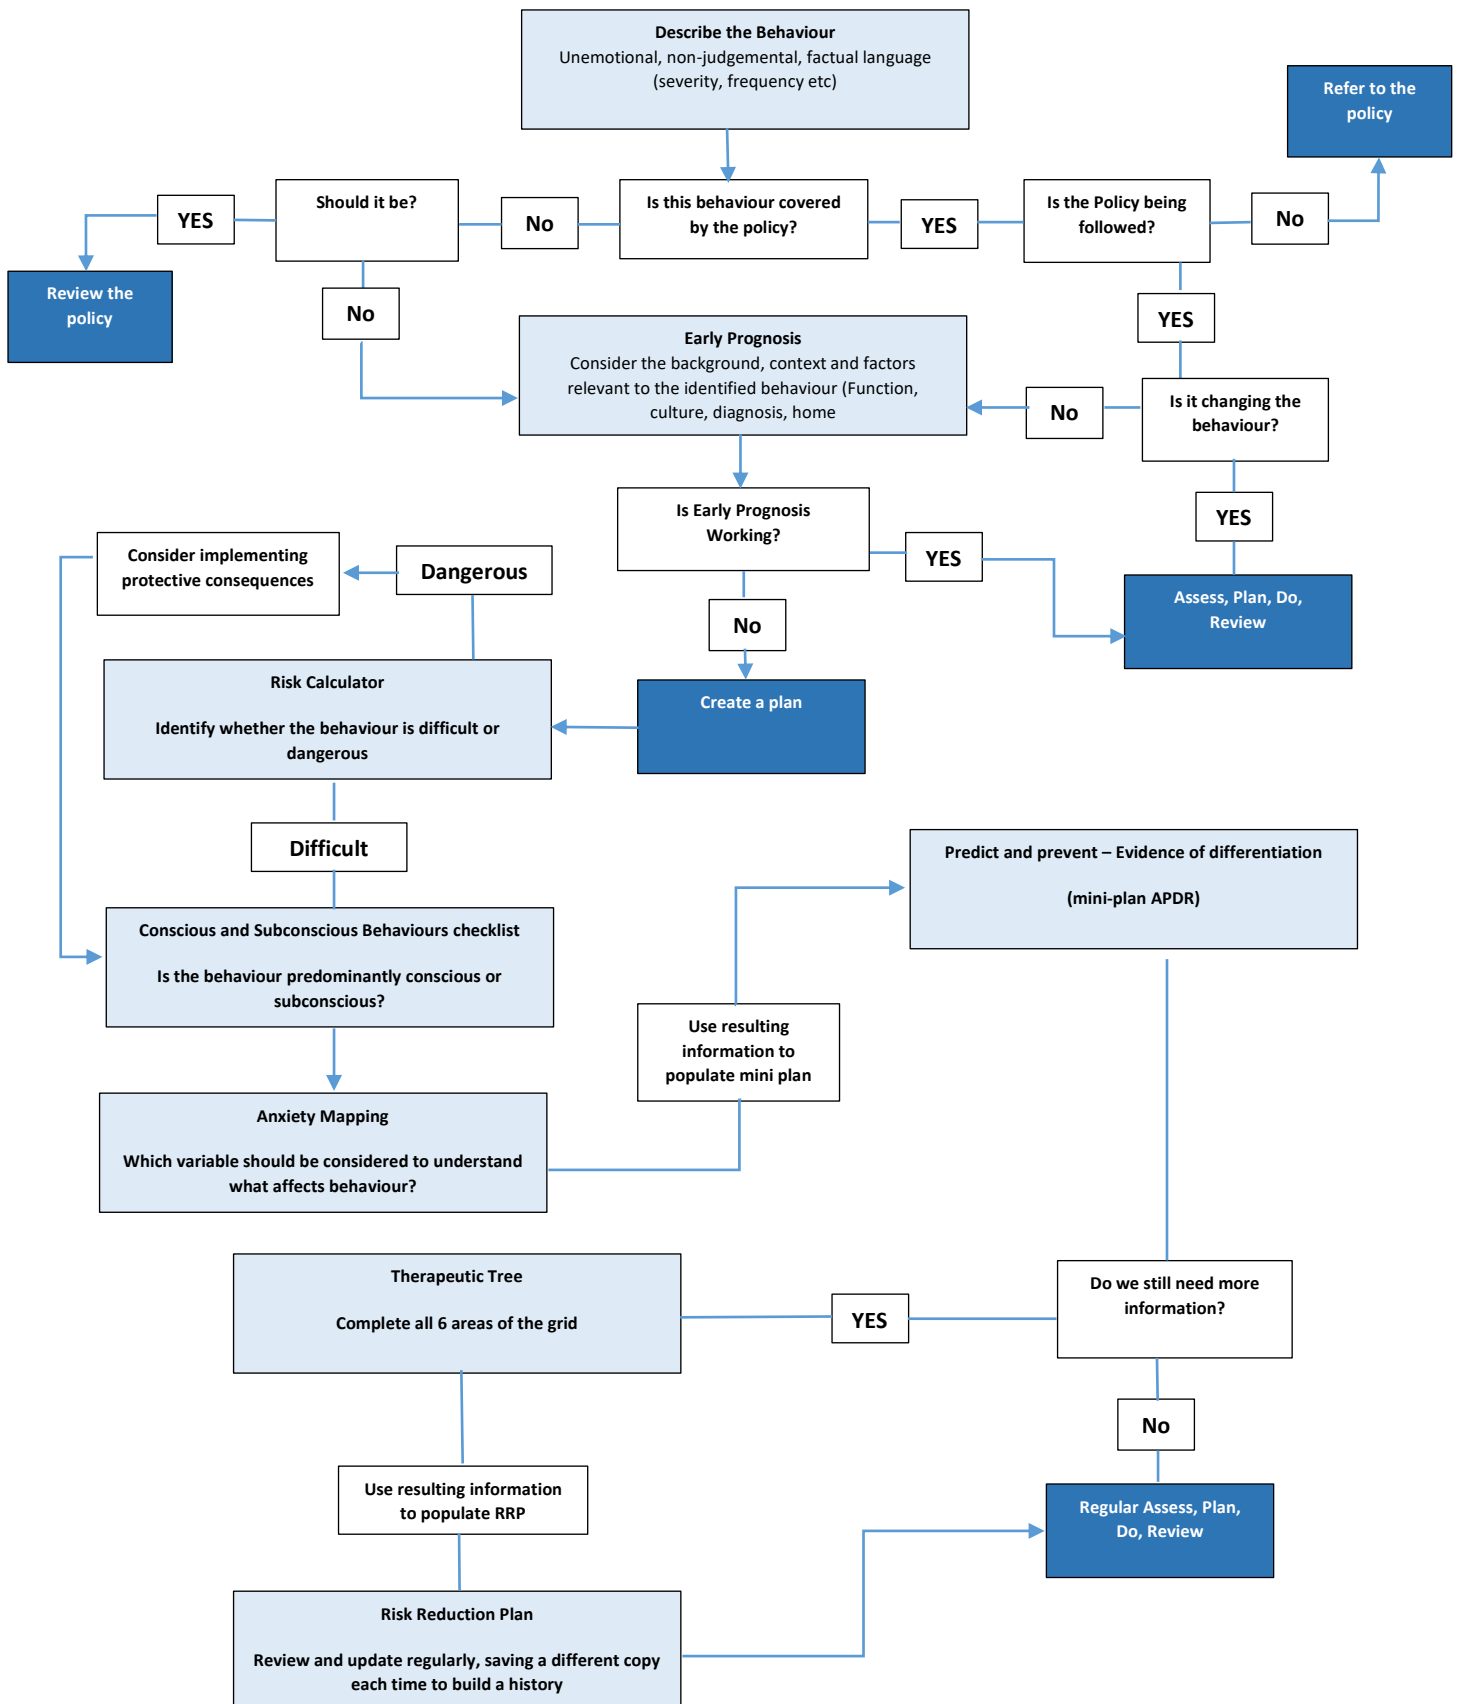 Describe the Behaviour
Unemotional, non-judgemental, factual language
(severity, frequency etc)
Refer to the
policy
YES
Should it be?
No
Is this behaviour covered
by the policy?
YES
Is the Policy being
followed?
No
Review the
policy
No
YES
Early Prognosis
Consider the background, context and factors
relevant to the identified behaviour (Function,
culture, diagnosis, home
No
Is it changing the
behaviour?
Is Early Prognosis
Working?
YES
YES
Consider implementing
protective consequences
Dangerous
Assess, Plan, Do,
Review
No
Risk Calculator
Identify whether the behaviour is difficult or
dangerous
Create a plan
Difficult
Predict and prevent – Evidence of differentiation
(mini-plan APDR)
Conscious and Subconscious Behaviours checklist
Is the behaviour predominantly conscious or
subconscious?
Use resulting
information to
populate mini plan
Anxiety Mapping
Which variable should be considered to understand
what affects behaviour?
Therapeutic Tree
Complete all 6 areas of the grid
YES
Do we still need more
information?
No
Use resulting information
to populate RRP
Regular Assess, Plan,
Do, Review
Risk Reduction Plan
Review and update regularly, saving a different copy
each time to build a history